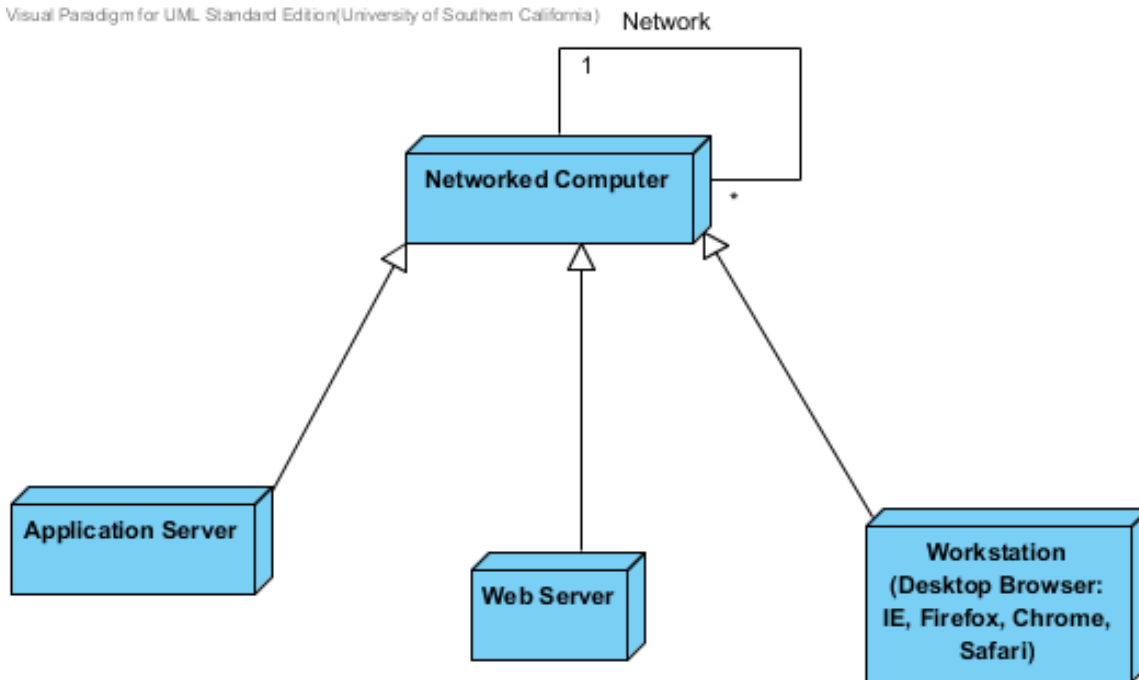 Visual Paradigm for UML Standard Edition(University of Southern California)
Network
1
Networked Computer
*
Application Server
Web Server
Workstation
(Desktop Browser:
IE, Firefox, Chrome,
Safari)